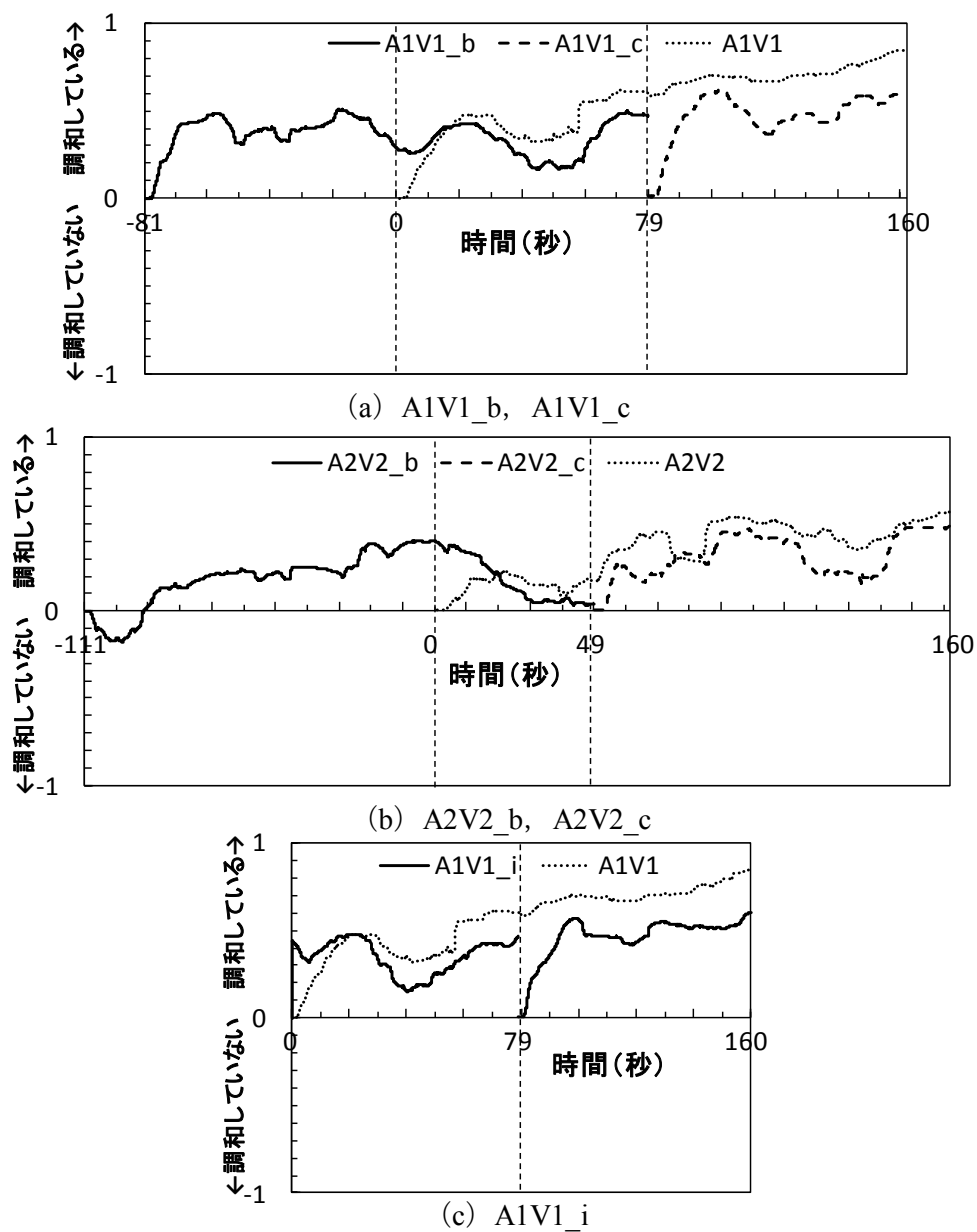 1
A1V1_b A1V1_c A1V1
調和している→
0
-81 0 79 160
時間(秒)
←調和していない
-1
(a) A1V1_b, A1V1_c
1
A2V2_b A2V2_c A2V2
調和している→
0
-111 0 49 160
時間(秒)
←調和していない
-1
(b) A2V2_b, A2V2_c
1
A1V1_i A1V1
調和している→
0
0 79 160
時間(秒)
←調和していない
-1
(c) A1V1_i